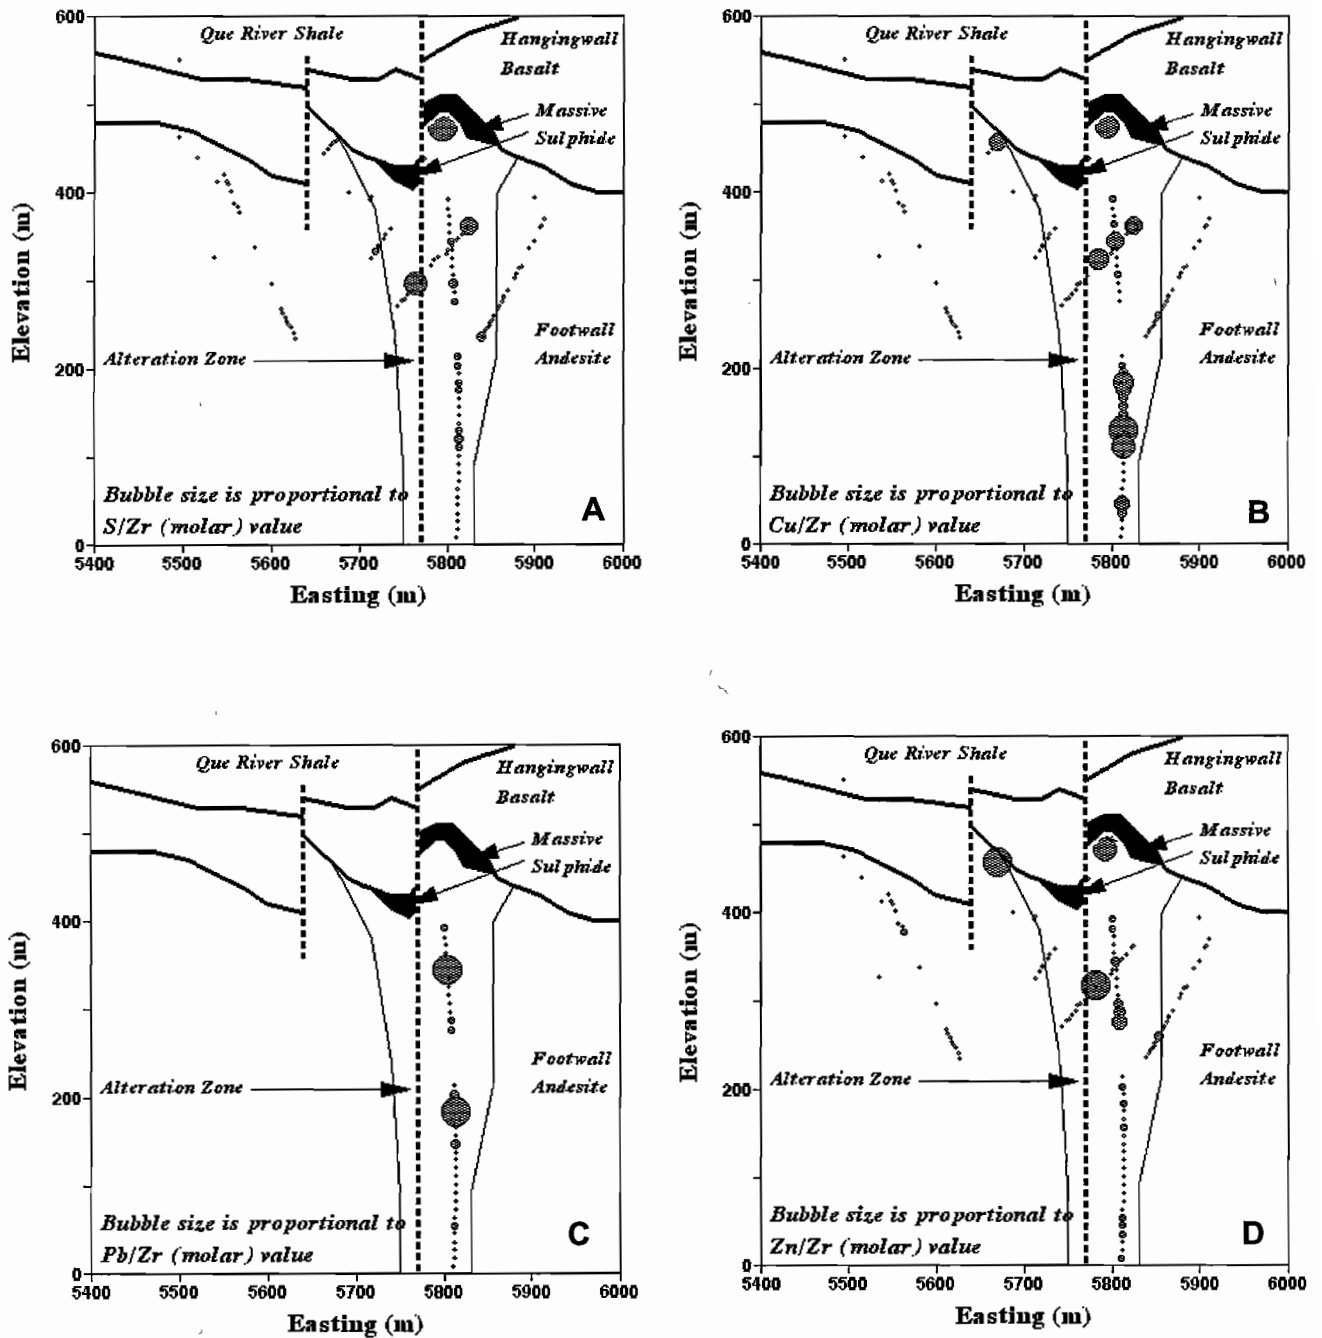 600
400
200
0
Elevation (m)
Que River Shale
Hangingwall
Basalt
Massive
Sulphide
Footwall
Andesite
Alteration Zone
Bubble size is proportional to
S/Zr (molar) value
A
5400 5500 5600 5700 5800 5900 6000
Easting (m)
600
400
200
0
Elevation (m)
Que River Shale
Hangingwall
Basalt
Massive
Sulphide
Footwall
Andesite
Alteration Zone
Bubble size is proportional to
Cu/Zr (molar) value
B
5400 5500 5600 5700 5800 5900 6000
Easting (m)
600
400
200
0
Elevation (m)
Que River Shale
Hangingwall
Basalt
Massive
Sulphide
Footwall
Andesite
Alteration Zone
Bubble size is proportional to
Pb/Zr (molar) value
C
5400 5500 5600 5700 5800 5900 6000
Easting (m)
600
400
200
0
Elevation (m)
Que River Shale
Hangingwall
Basalt
Massive
Sulphide
Footwall
Andesite
Alteration Zone
Bubble size is proportional to
Zn/Zr (molar) value
D
5400 5500 5600 5700 5800 5900 6000
Easting (m)